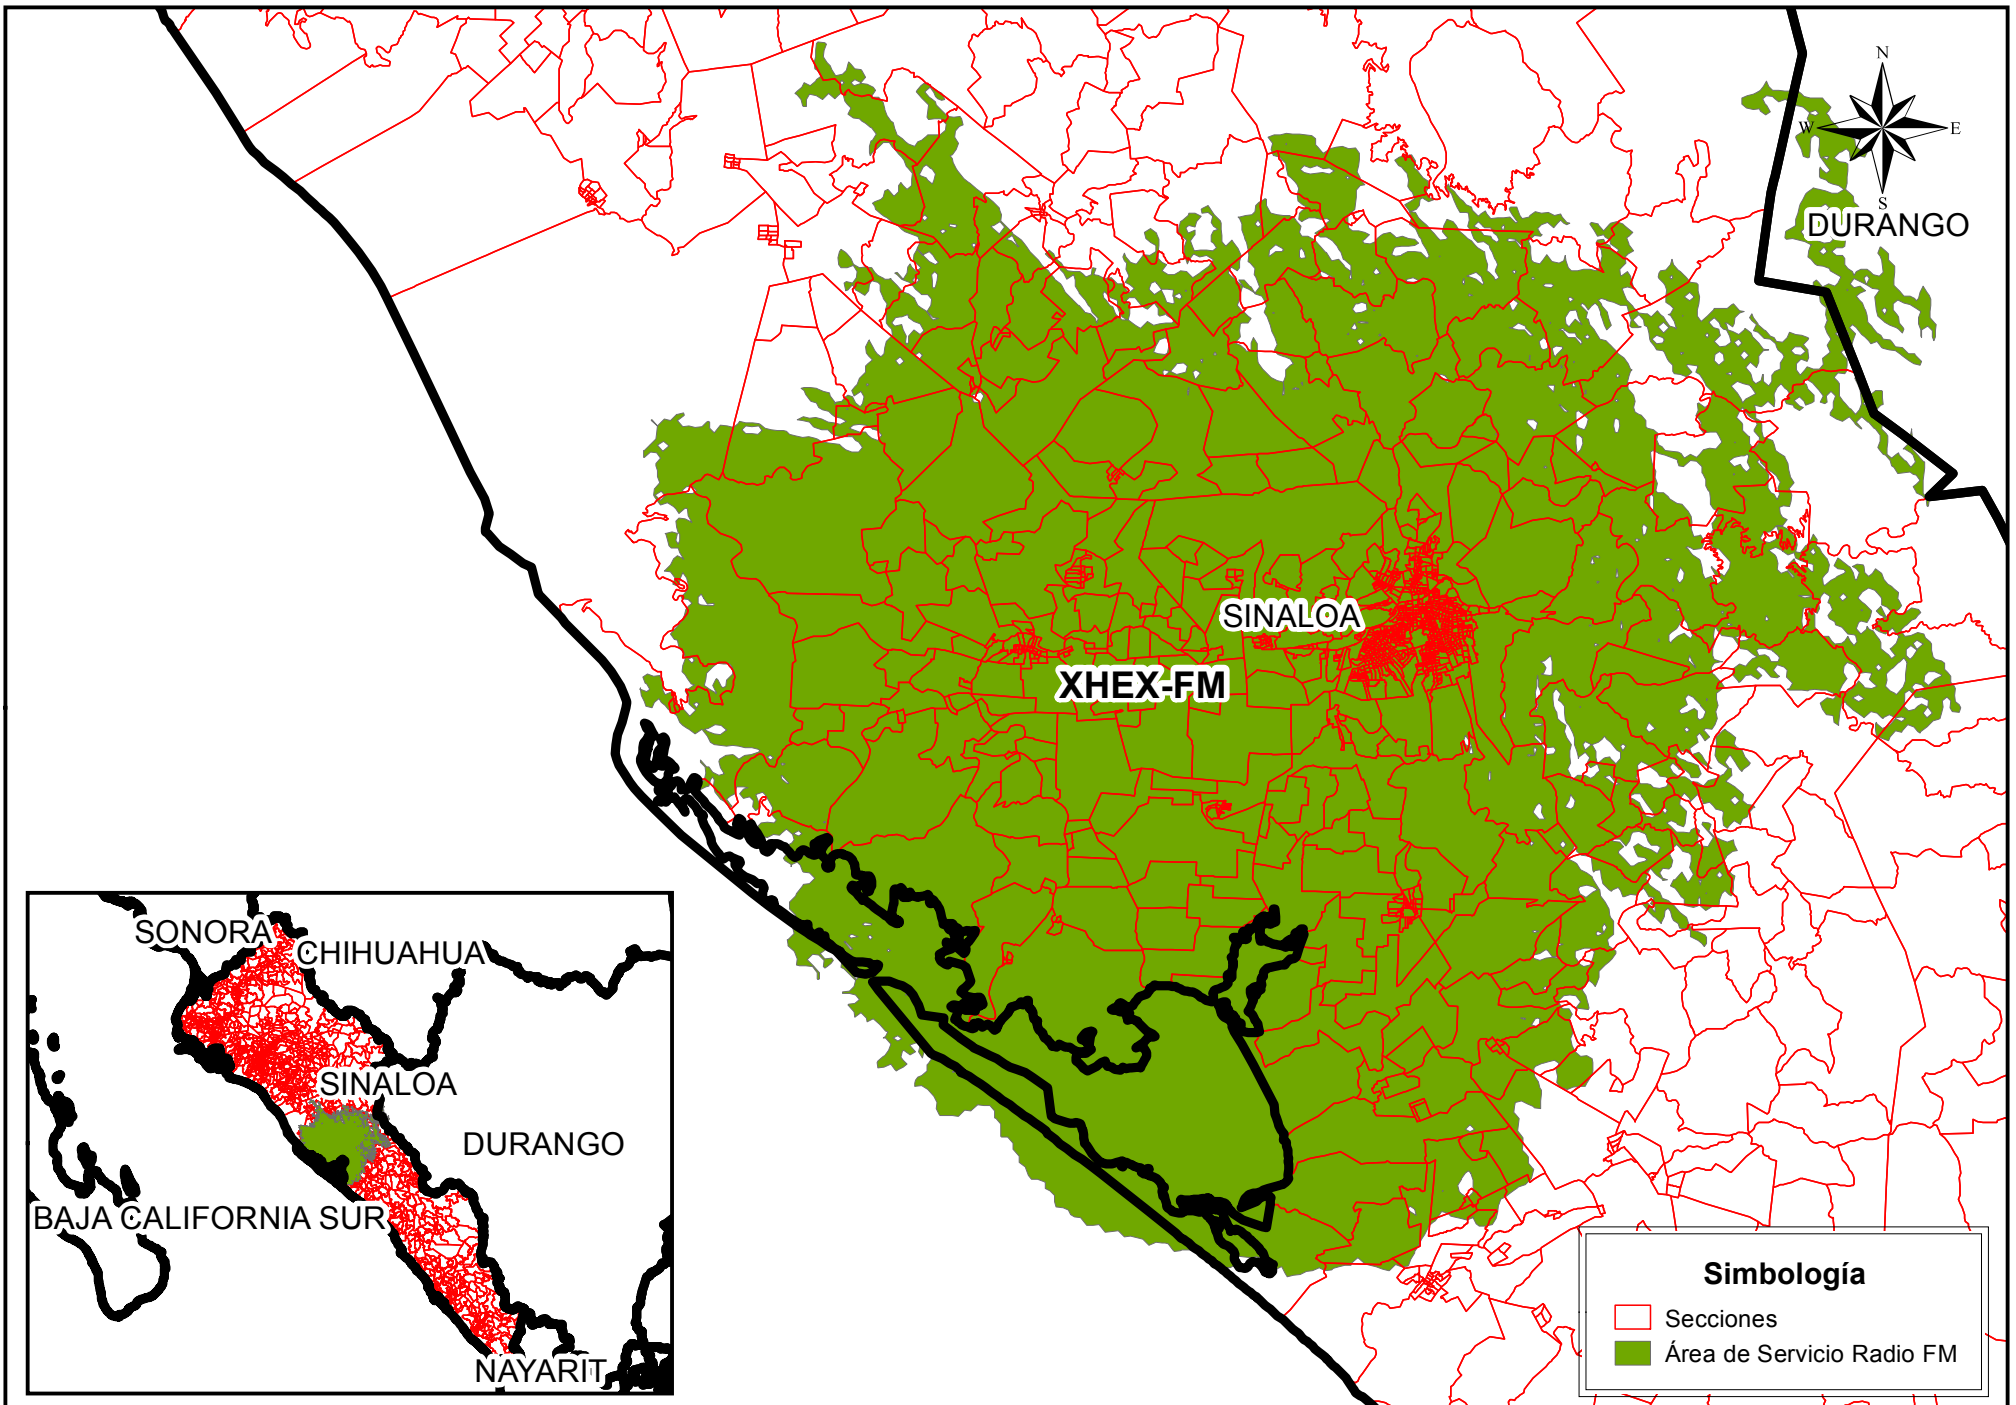 N
W
E
S
DURANGO
SINALOA
XHEX-FM
SONORA
CHIHUAHUA
SINALOA
DURANGO
BAJA CALIFORNIA SUR
NAYARIT
Simbología
Secciones
Área de Servicio Radio FM